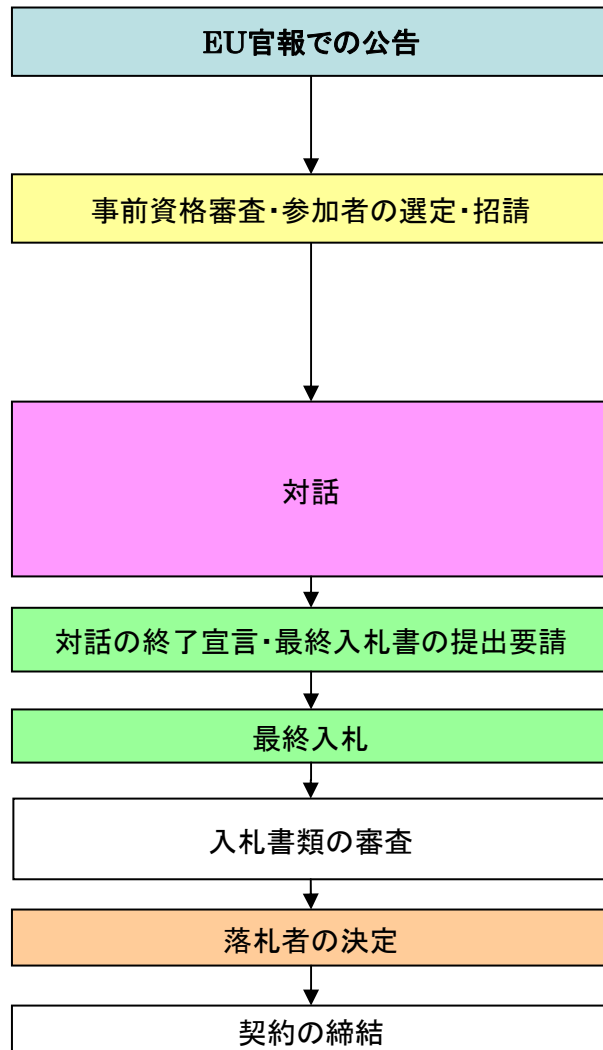 EU官報での公告
事前資格審査・参加者の選定・招請
対話
対話の終了宣言・最終入札書の提出要請
最終入札
入札書類の審査
落札者の決定
契約の締結